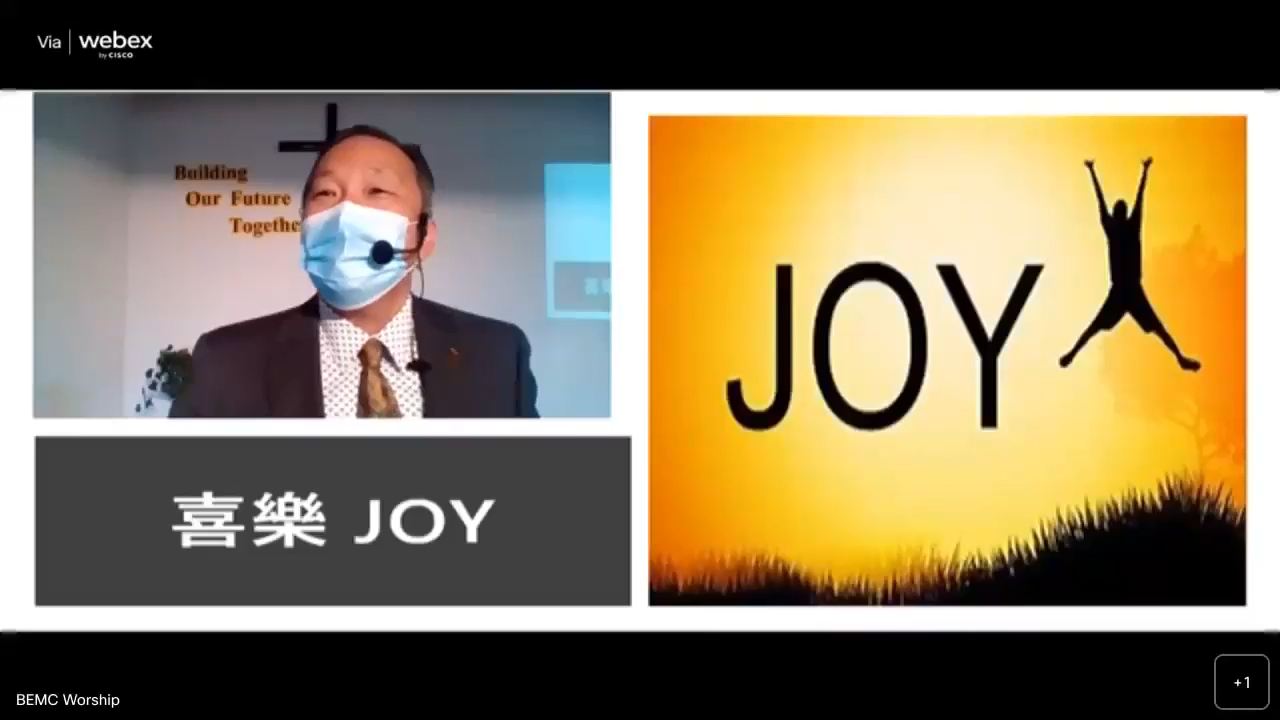 Via webex
by CISCO
Building
Our Future
Togethe
喜樂 JOY
JOY
BEMC Worship
+1